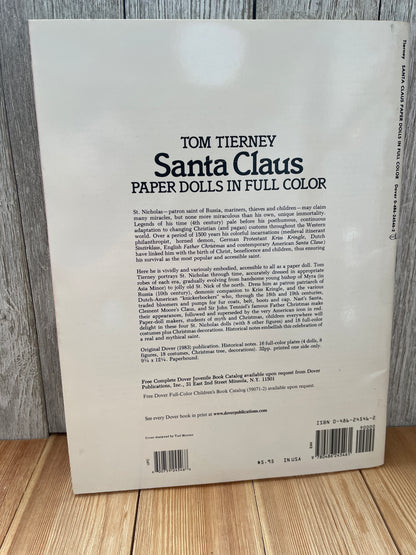 TOM TIERNEY
Santa Claus
PAPER DOLLS IN FULL COLOR
St. Nicholas—patron saint of Russia, mariners, thieves and children—may claim
many miracles, but none more miraculous than his own, unique immortality.
Legends of his time (4th century) pale before his posthumous, continuous
adaptation to changing Christian (and pagan) customs throughout the Western
world. Over a period of 1500 years his colorful incarnations (medieval itinerant
philanthropist, horned demon, German Protestant Kriss Kringle, Dutch
Sinterklaas, English Father Christmas and contemporary American Santa Claus)
have linked him with the birth of Christ, beneficence and children, thus ensuring
his survival as the most popular and accessible saint.
Here he is vividly and variously embodied, accessible to all as a paper doll. Tom
Tierney portrays St. Nicholas through time, accurately dressed in appropriate
robes of each era, gradually evolving from handsome young bishop of Myra (in
Asia Minor) to jolly old St. Nick of the north. Dress him as patron patriarch of
Russia (10th century), demonic companion to Kriss Kringle, and the various
Dutch-American "knickerbockers" who, through the 18th and 19th centuries,
traded bloomers and pumps for fur coats, belt, boots and cap. Nast's Santa,
Clement Moore's Claus, and Sir John Tenniel's famous Father Christmas make
their appearances, followed and superseded by the very American icon in red.
Paper-doll makers, students of myth and Christmas, children everywhere will
delight in these four St. Nicholas dolls (with 8 other figures) and 18 full-color
costumes plus Christmas decorations. Historical notes embellish this celebration of
a real and mythical saint.
Original Dover (1983) publication. Historical notes. 16 full-color plates (4 dolls, 8
figures, 18 costumes, Christmas tree, decorations). 32pp. printed one side only.
9¼ x 12¼. Paperbound.
Free Complete Dover Juvenile Book Catalog available upon request from Dover
Publications, Inc., 31 East 2nd Street Mineola, N.Y. 11501
Free Dover Full-Color Children's Book Catalog (59071-2) available upon request.
See every Dover book in print at www.doverpublications.com
Cover designed by Ted Menten
ISBN 0-486-24546-2
90000
$5.95 IN USA
Tierney SANTA CLAUS PAPER DOLLS IN FULL COLOR Dover 0-486-24546-2